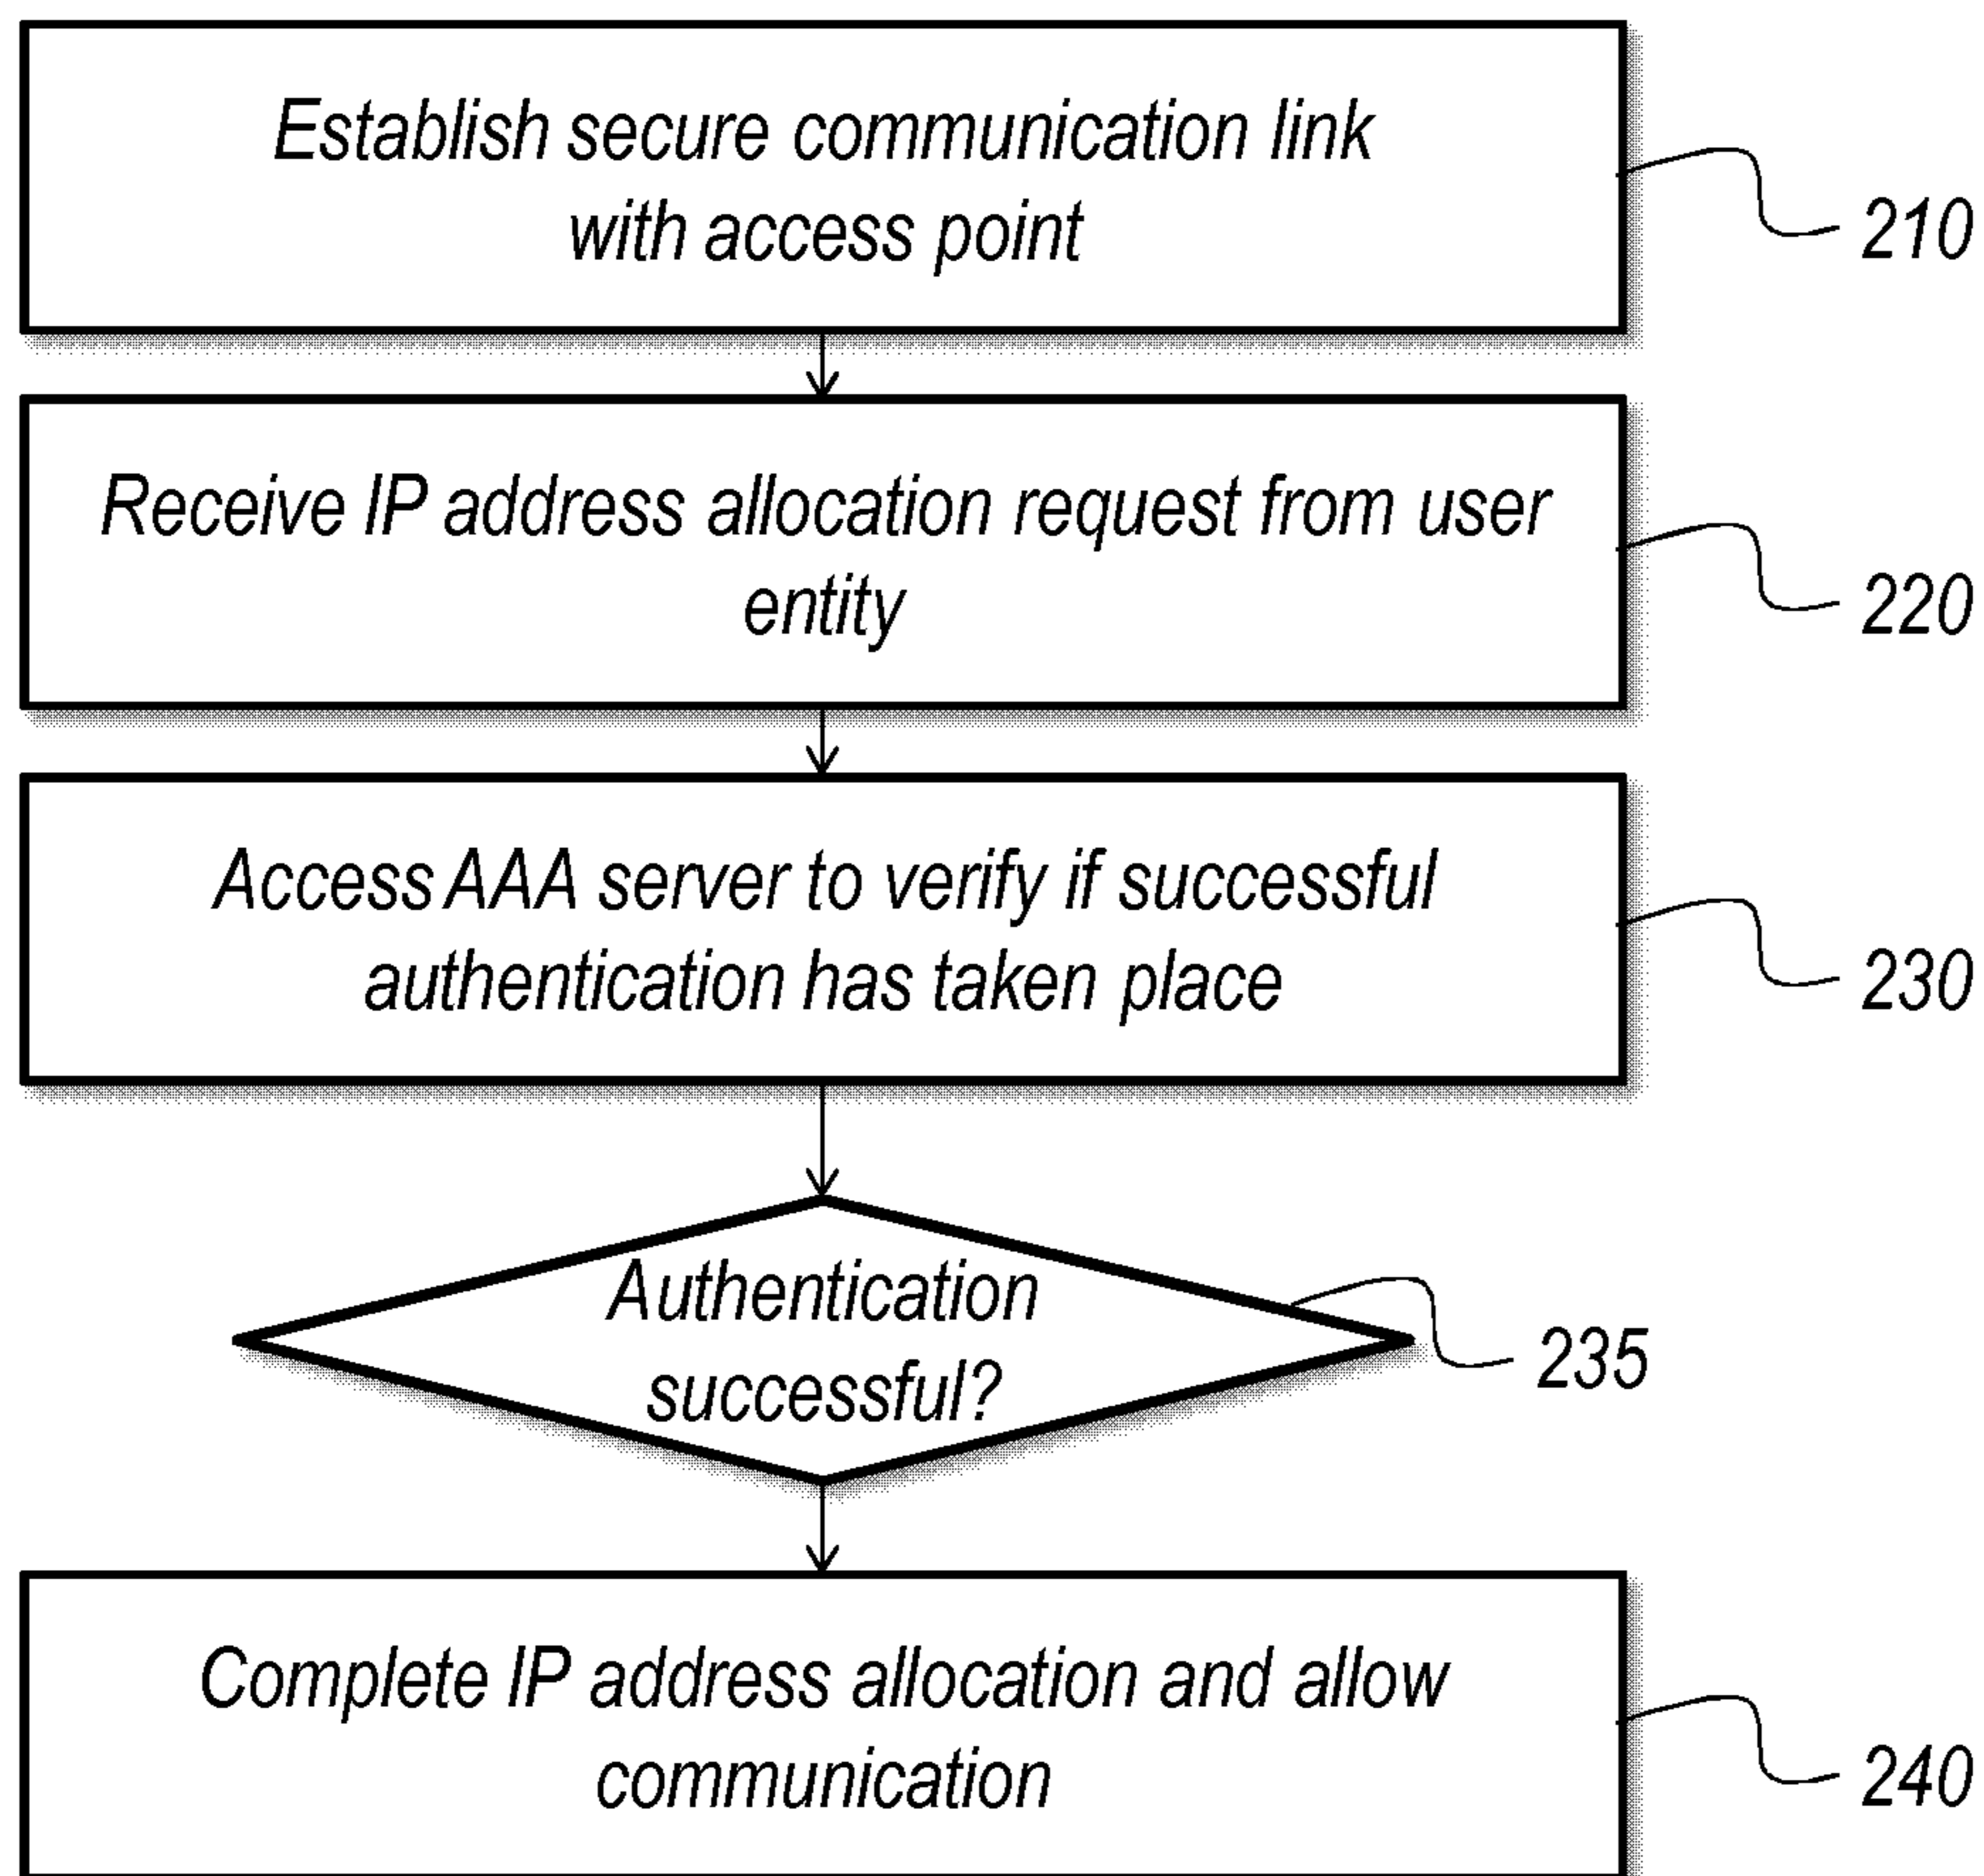 Establish secure communication link
with access point
210
Receive IP address allocation request from user
entity
220
Access AAA server to verify if successful
authentication has taken place
230
Authentication
successful?
235
Complete IP address allocation and allow
communication
240